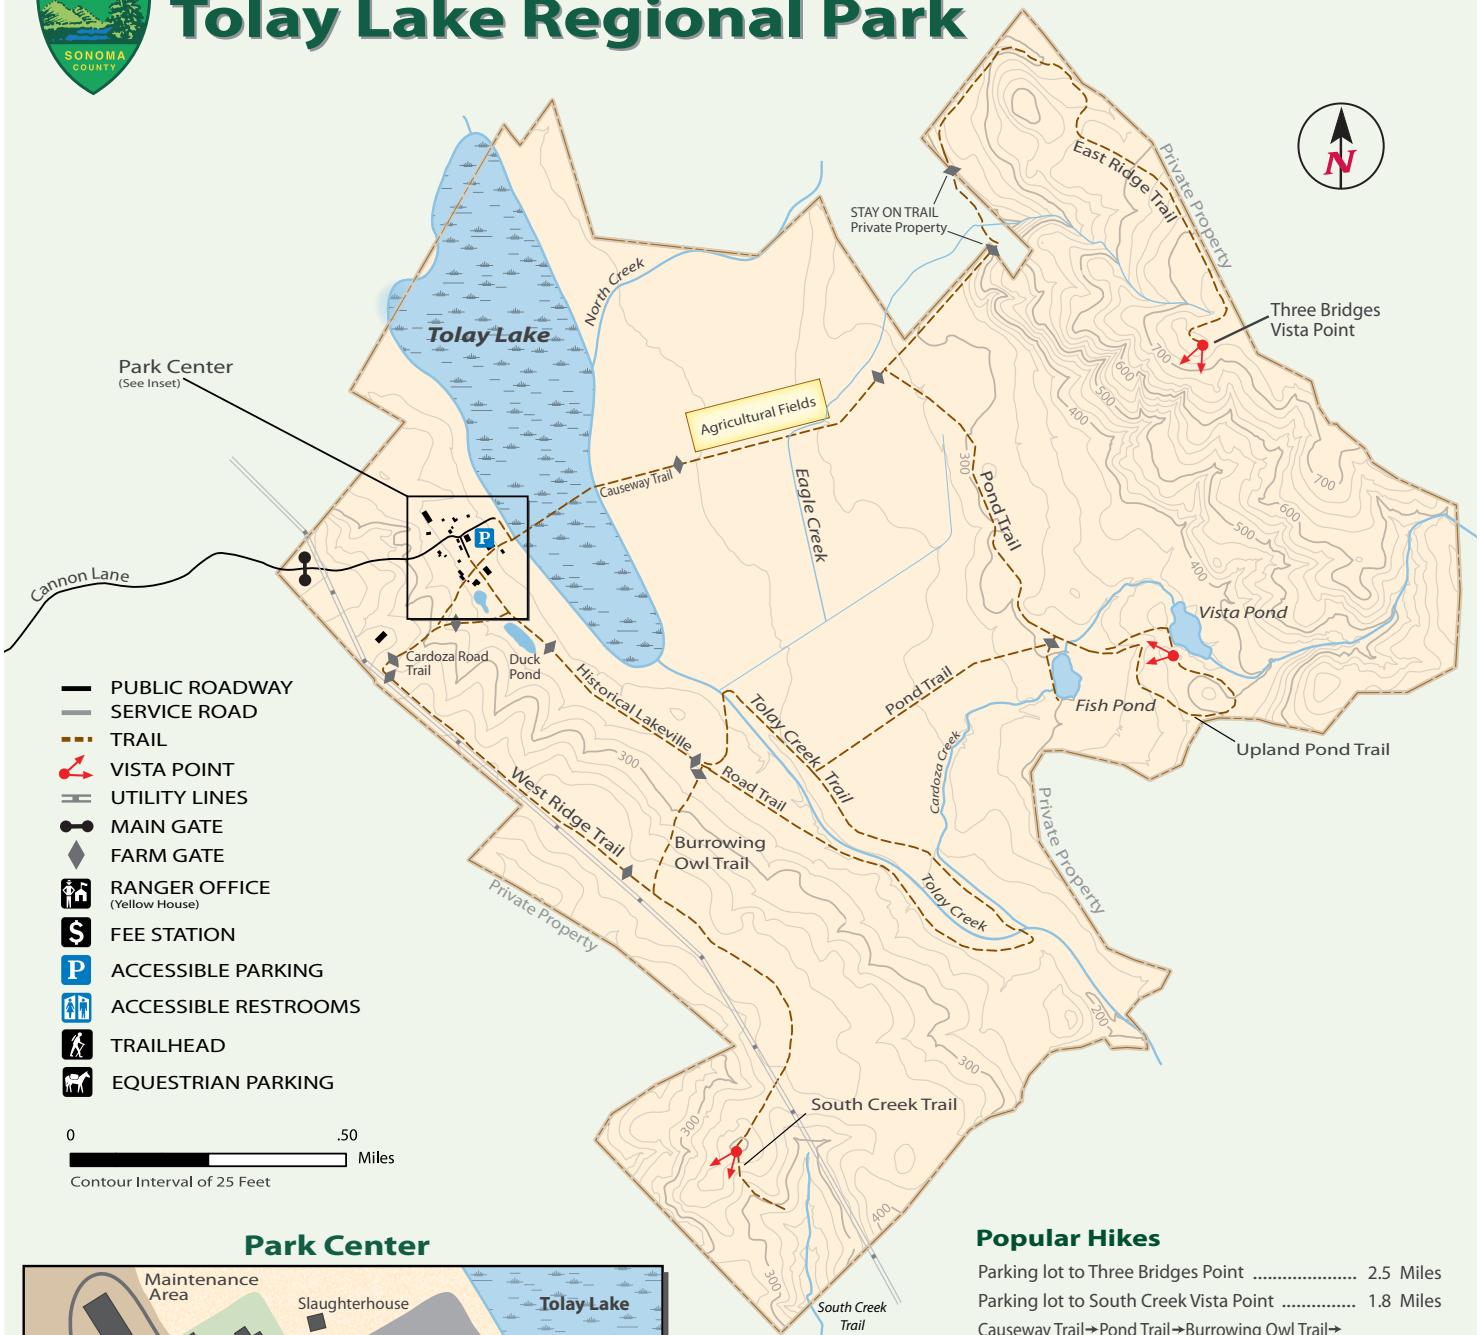 Tolay Lake Regional Park
SONOMA
COUNTY
N
East Ridge Trail
Private Property
STAY ON TRAIL
Private Property
North Creek
Three Bridges
Vista Point
Tolay Lake
Park Center
(See Inset)
700
600
500
400
Agricultural Fields
300
Causeway Trail
Eagle Creek
Pond Trail
700
600
500
400
P
Cannon Lane
Vista Pond
Cardoza Road
Trail
Duck
Pond
Historical Lakeville
Road Trail
Pond Trail
Fish Pond
Upland Pond Trail
Tolay Creek Trail
Cardoza Creek
300
West Ridge Trail
Burrowing
Owl Trail
Private Property
Tolay Creek
Private Property
200
300
PUBLIC ROADWAY
SERVICE ROAD
TRAIL
VISTA POINT
UTILITY LINES
MAIN GATE
FARM GATE
RANGER OFFICE
(Yellow House)
$ FEE STATION
P ACCESSIBLE PARKING
ACCESSIBLE RESTROOMS
TRAILHEAD
EQUESTRIAN PARKING
0 .50
Miles
Contour Interval of 25 Feet
South Creek Trail
300
400
300
South Creek
Trail
Park Center
Maintenance
Area
Slaughterhouse
Tolay Lake
Popular Hikes
Parking lot to Three Bridges Point ..................... 2.5 Miles
Parking lot to South Creek Vista Point ............... 1.8 Miles
Causeway Trail→Pond Trail→Burrowing Owl Trail→